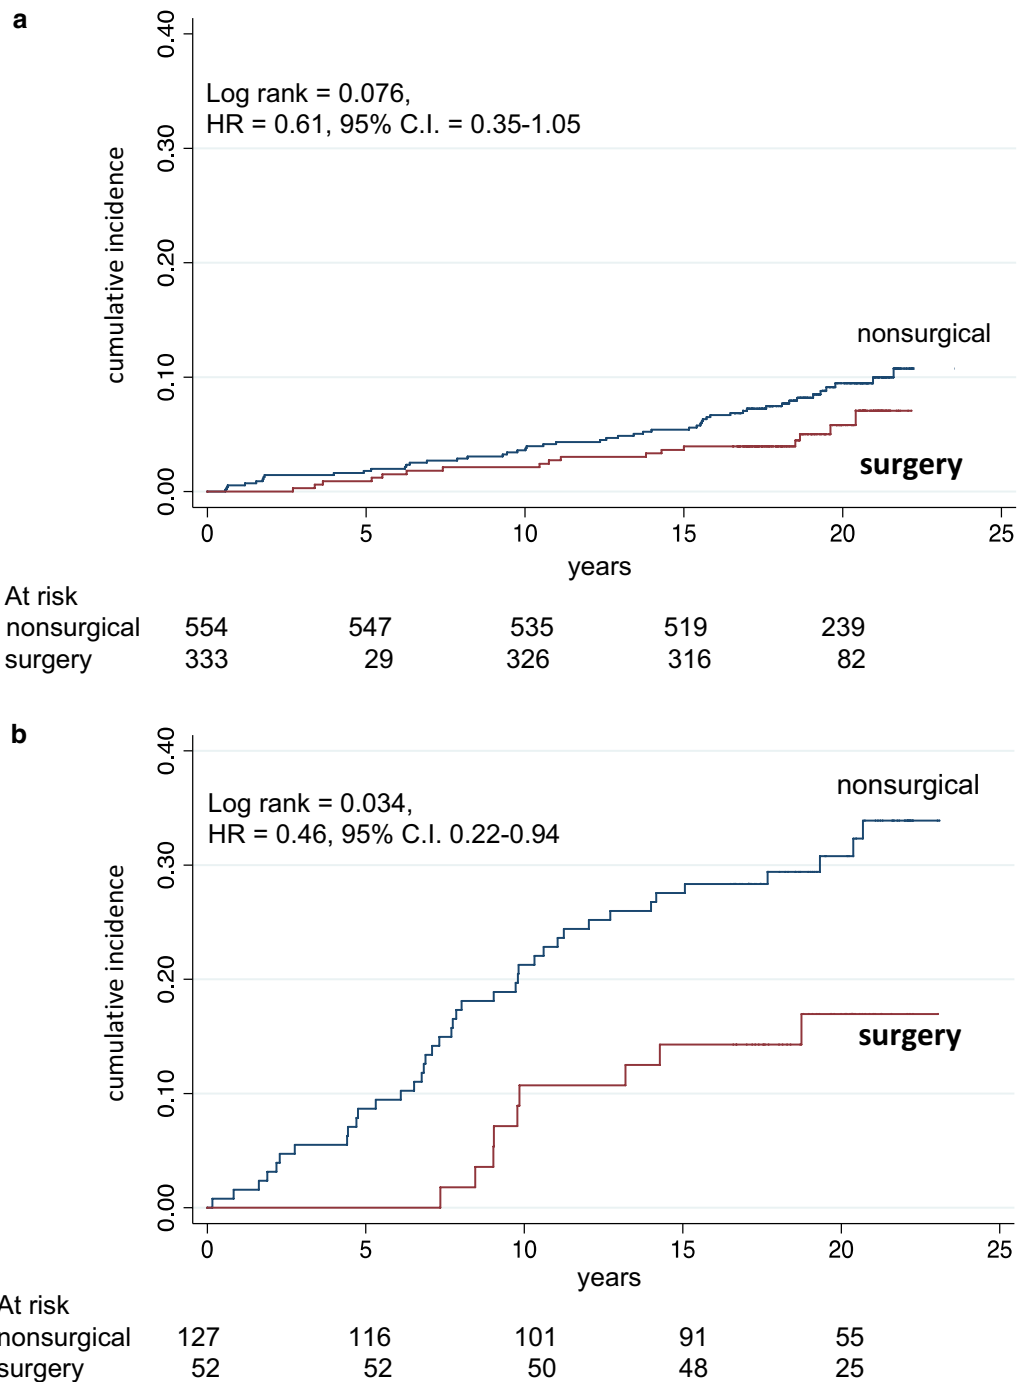 a
0.40
0.30
0.20
0.10
0.00
cumulative incidence
Log rank = 0.076,
HR = 0.61, 95% C.I. = 0.35-1.05
nonsurgical
surgery
0 5 10 15 20 25
years
At risk
nonsurgical 554 547 535 519 239
surgery 333 29 326 316 82
b
0.40
0.30
0.20
0.10
0.00
cumulative incidence
Log rank = 0.034,
HR = 0.46, 95% C.I. 0.22-0.94
nonsurgical
surgery
0 5 10 15 20 25
years
At risk
nonsurgical 127 116 101 91 55
surgery 52 52 50 48 25